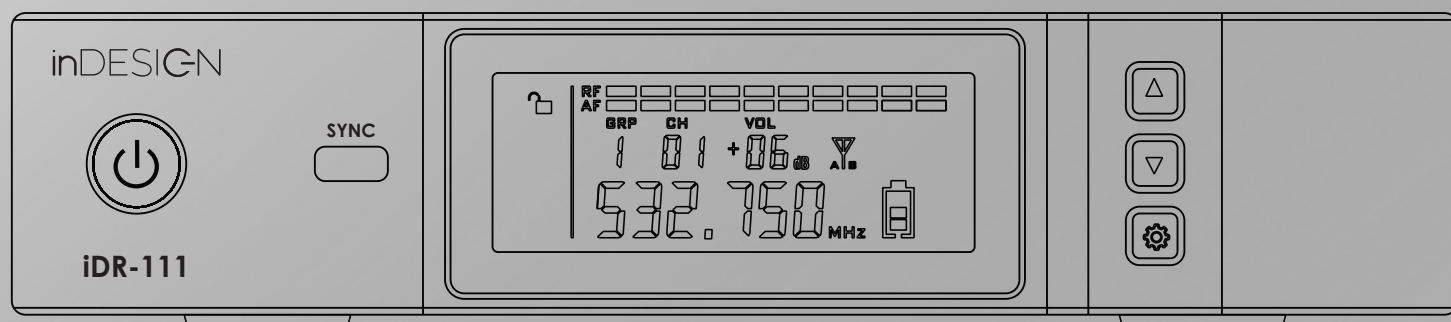 inDESIGN
SYNC
iDR-111
RF
AF
GRP CH VOL
1 01 +06 dB A B
532.750 MHz